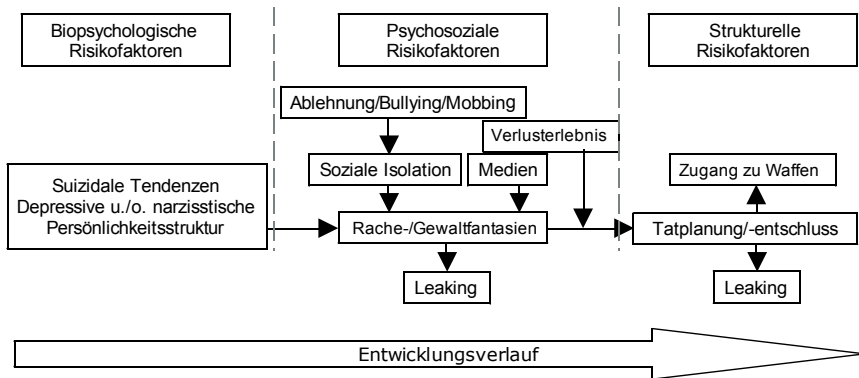 Biopsychologische
Risikofaktoren
Psychosoziale
Risikofaktoren
Strukturelle
Risikofaktoren
Ablehnung/Bullying/Mobbing
Verlusterlebnis
Soziale Isolation
Medien
Zugang zu Waffen
Suizidale Tendenzen
Depressive u./o. narzisstische
Persönlichkeitsstruktur
Rache-/Gewaltfantasien
Tatplanung/-entschluss
Leaking
Leaking
Entwicklungsverlauf